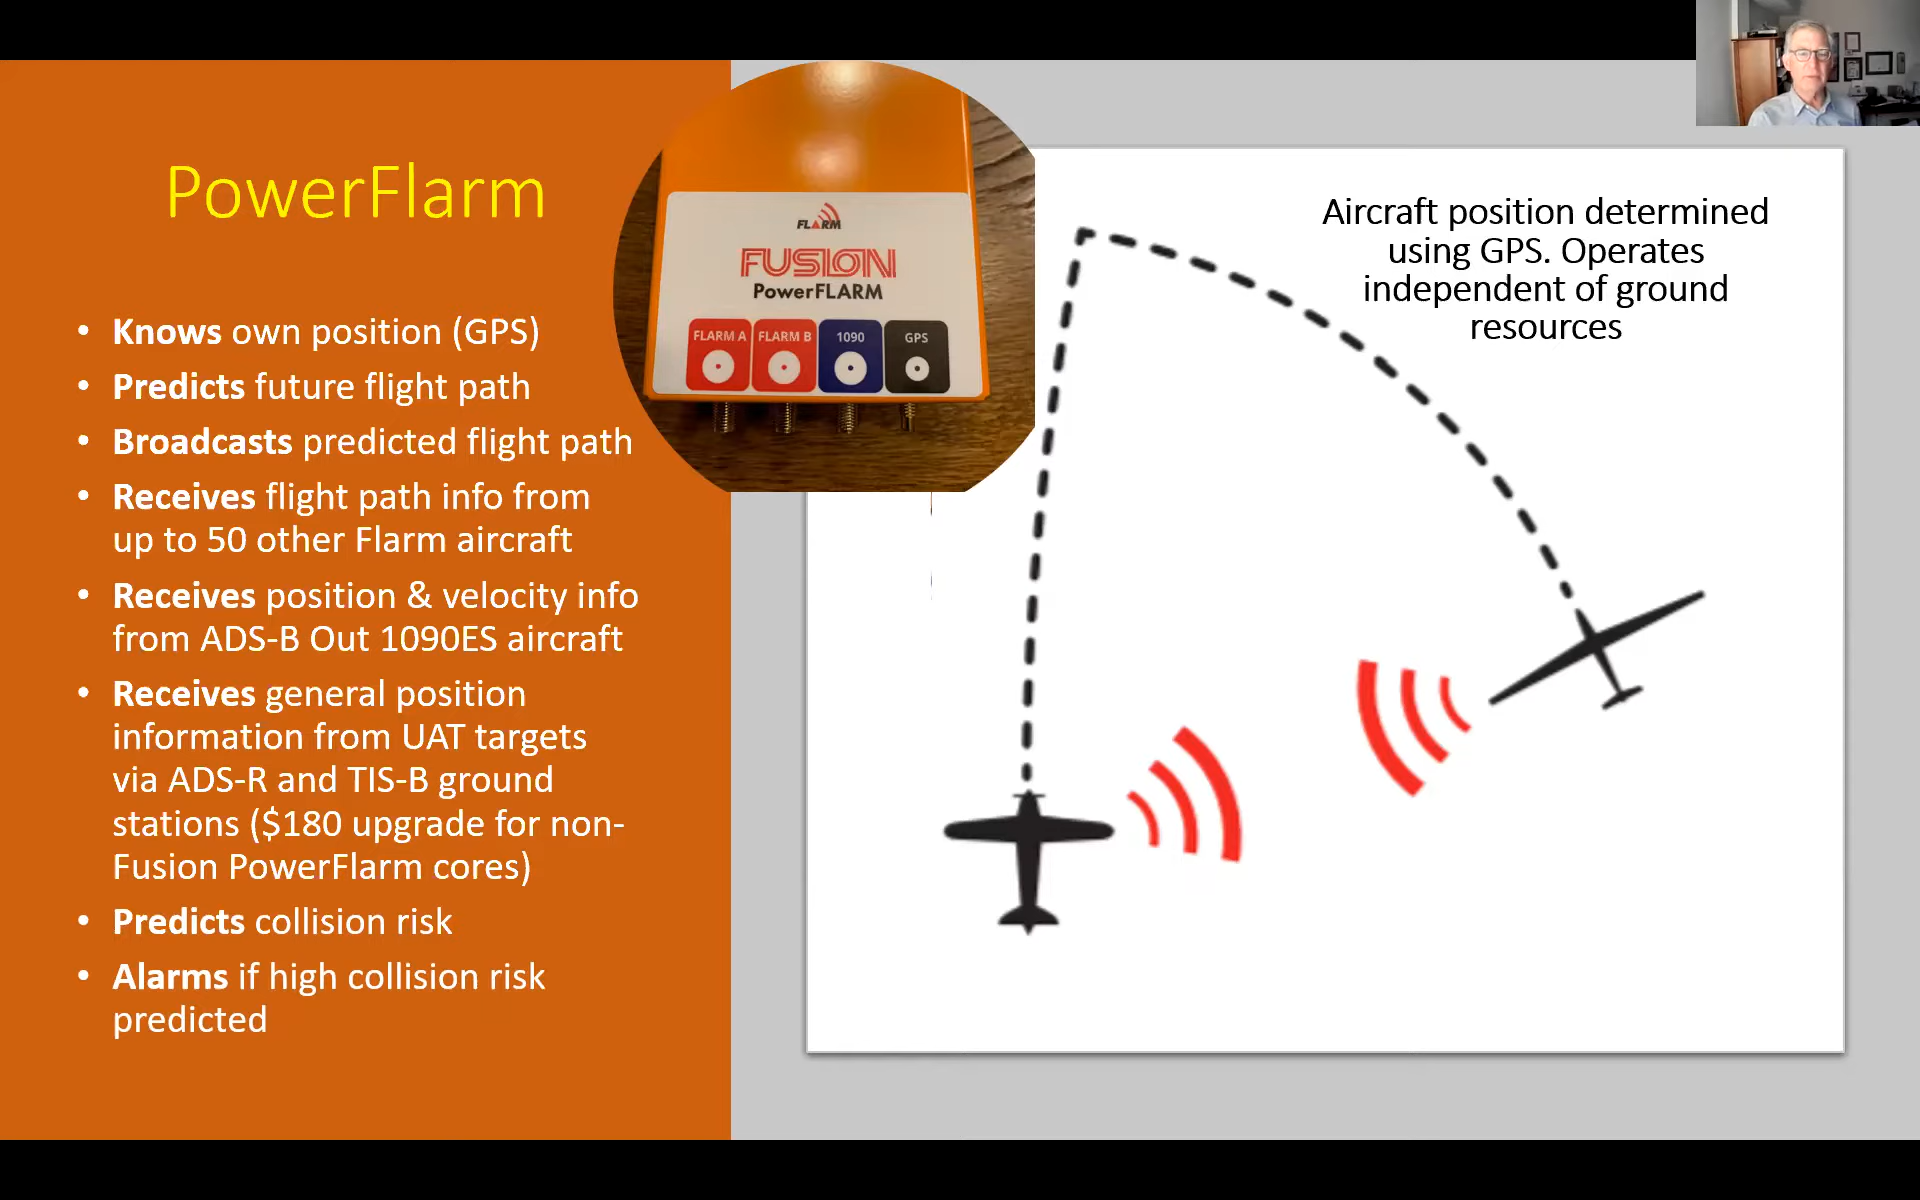 PowerFlarm
• Knows own position (GPS)
• Predicts future flight path
• Broadcasts predicted flight path
• Receives flight path info from
up to 50 other Flarm aircraft
• Receives position & velocity info
from ADS-B Out 1090ES aircraft
• Receives general position
information from UAT targets
via ADS-R and TIS-B ground
stations ($180 upgrade for non-
Fusion PowerFlarm cores)
• Predicts collision risk
• Alarms if high collision risk
predicted
FLARM
FUSION
PowerFLARM
FLARM A FLARM B 1090 GPS
Aircraft position determined
using GPS. Operates
independent of ground
resources